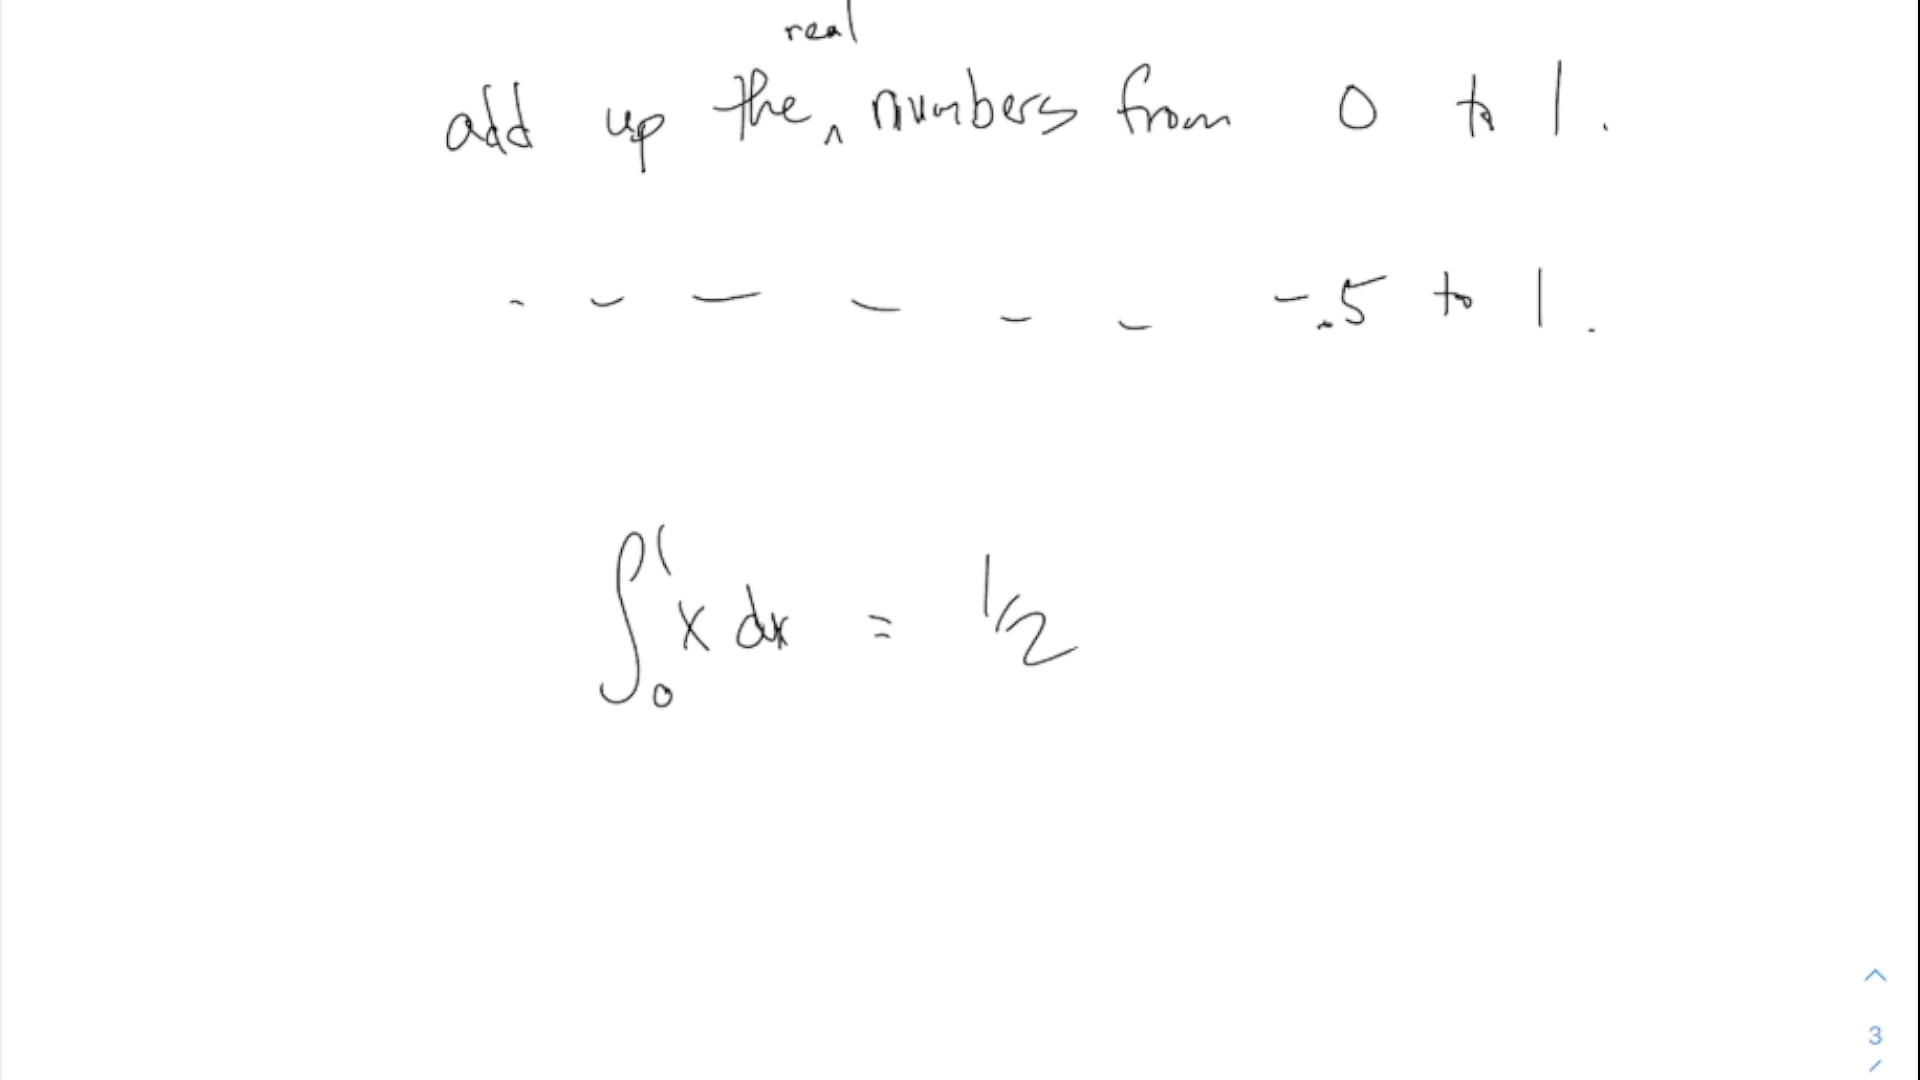 real
add up the ^ numbers from 0 to 1.
- - - - - - -.5 to 1.
∫₀¹ x dx = 1/2
3